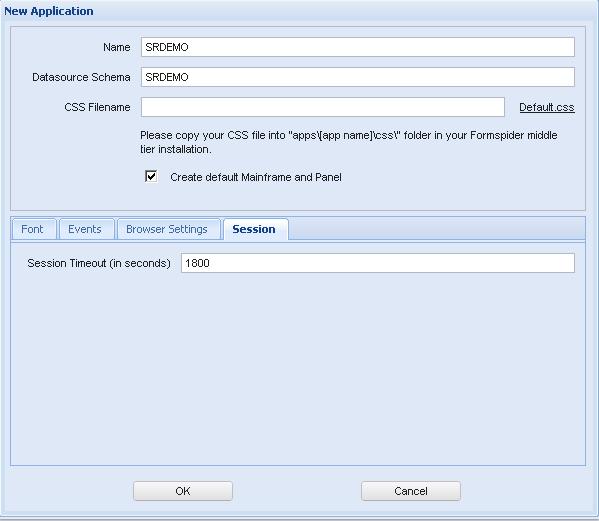 New Application
Name SRDEMO
Datasource Schema SRDEMO
CSS Filename Default.css
Please copy your CSS file into "apps\[app name]\css\" folder in your Formspider middle
tier installation.
Create default Mainframe and Panel
Font Events Browser Settings Session
Session Timeout (in seconds) 1800
OK Cancel